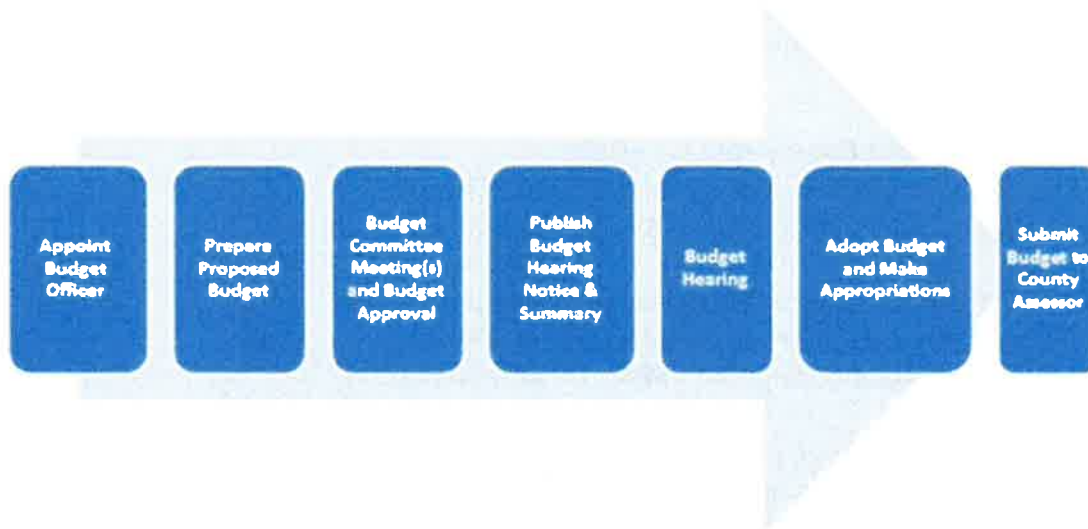 Appoint
Budget
Officer
Prepare
Proposed
Budget
Budget
Committee
Meeting(s)
and Budget
Approval
Publish
Budget
Hearing
Notice &
Summary
Budget
Hearing
Adopt Budget
and Make
Appropriations
Submit
Budget to
County
Assessor